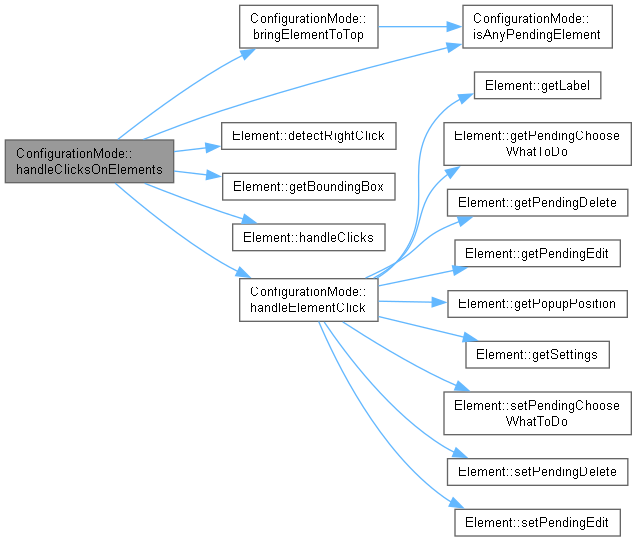 ConfigurationMode::
bringElementToTop
ConfigurationMode::
isAnyPendingElement
Element::getLabel
ConfigurationMode::
handleClicksOnElements
Element::detectRightClick
Element::getPendingChoose
WhatToDo
Element::getBoundingBox
Element::getPendingDelete
Element::handleClicks
Element::getPendingEdit
ConfigurationMode::
handleElementClick
Element::getPopupPosition
Element::getSettings
Element::setPendingChoose
WhatToDo
Element::setPendingDelete
Element::setPendingEdit